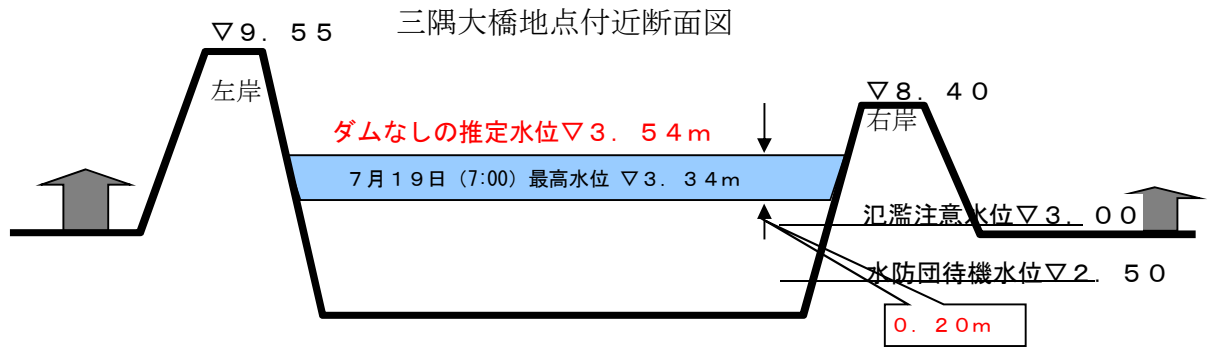 三隅大橋地点付近断面図
▽９．５５
左岸
▽８．４０
右岸
ダムなしの推定水位▽３．５４ｍ
７月１９日（7:00）最高水位 ▽３．３４ｍ
氾濫注意水位▽３．００
水防団待機水位▽２．５０
０．２０ｍ